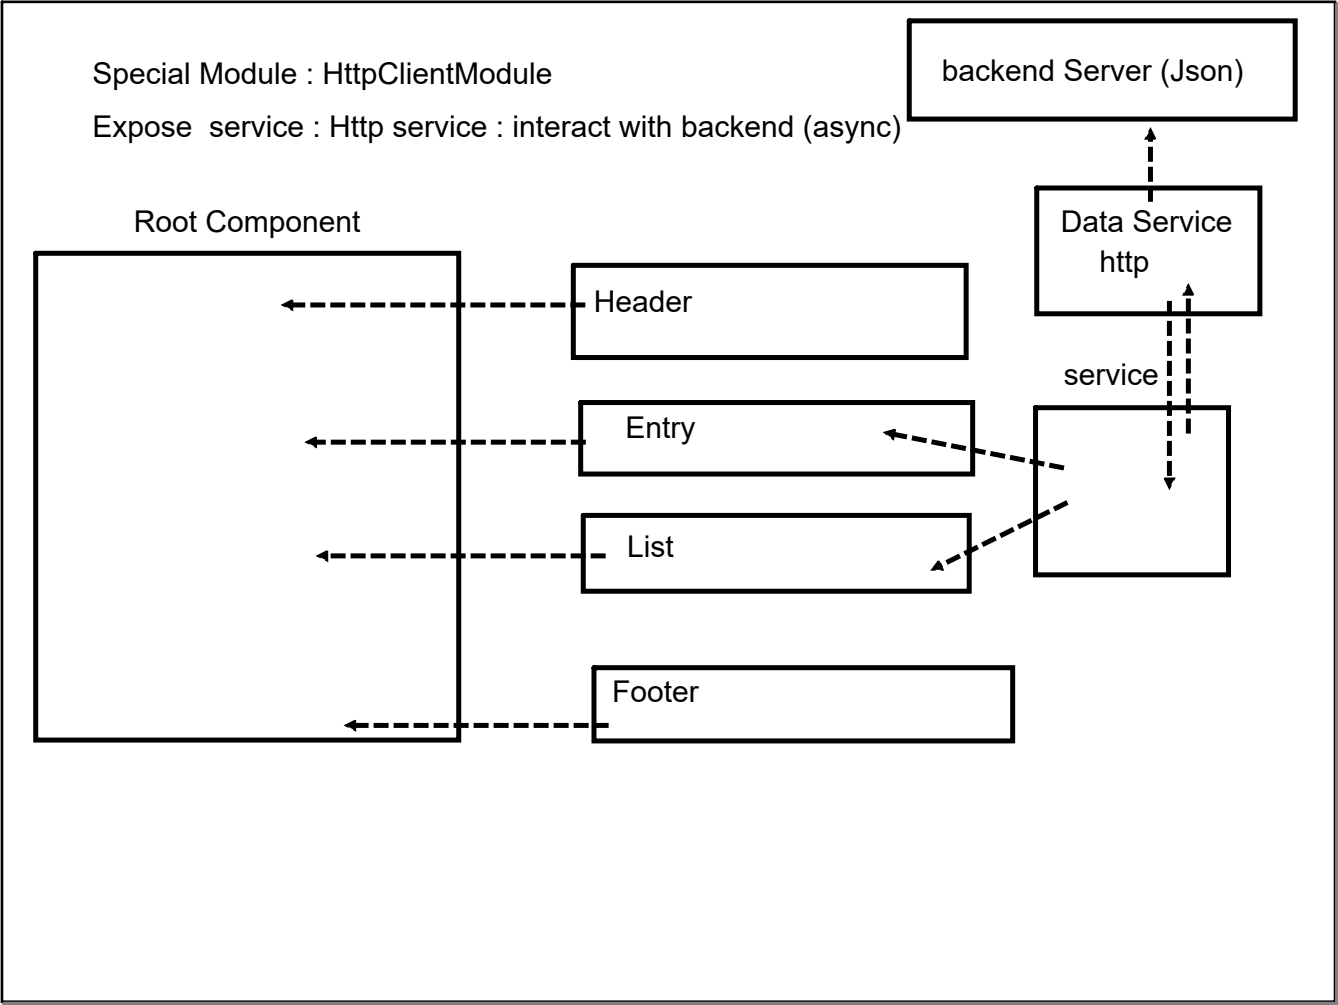 Special Module : HttpClientModule
backend Server (Json)
Expose  service : Http service : interact with backend (async)
Root Component
Data Service
http
Header
service
Entry
List
Footer